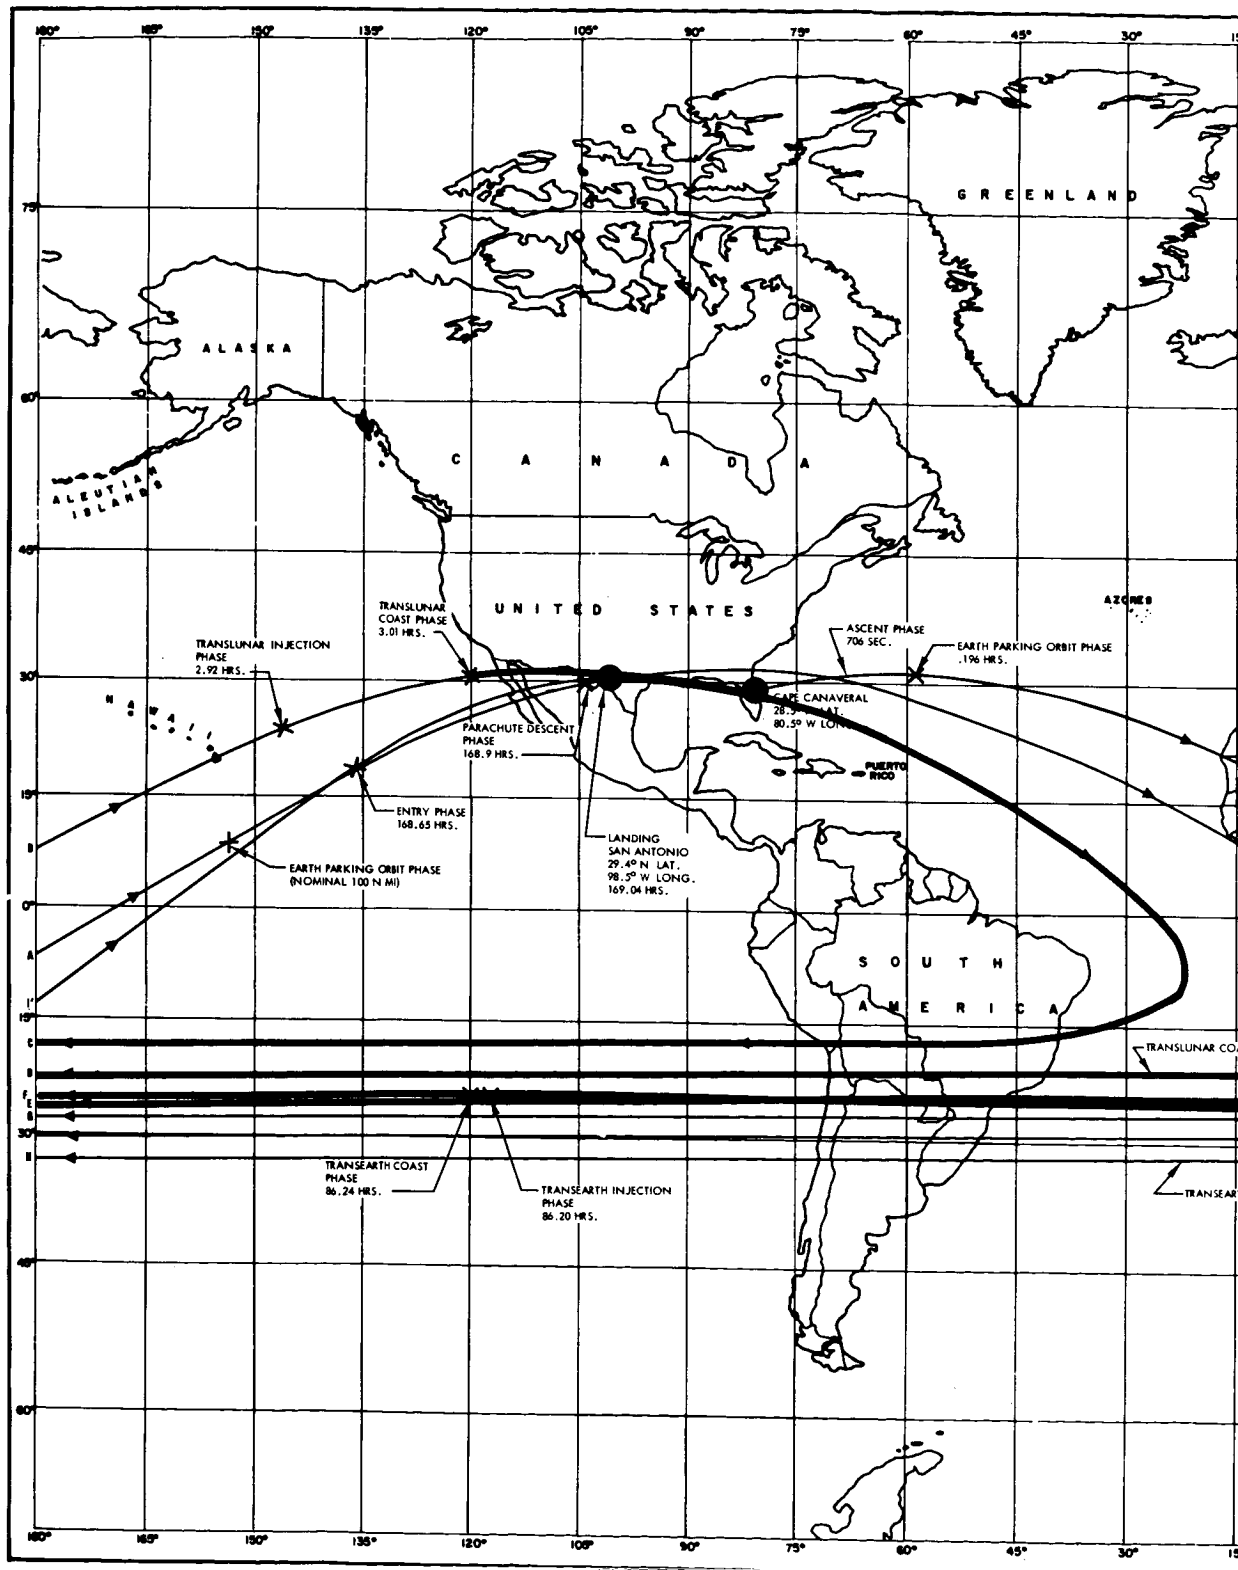 180° 165° 150° 135° 120° 105° 90° 75° 60° 45° 30° 15
GREENLAND
75°
ALASKA
60°
CANADA
ALEUTIAN
ISLANDS
45°
AZORES
UNITED STATES
TRANSLUNAR
COAST PHASE
3.01 HRS.
ASCENT PHASE
706 SEC.
TRANSLUNAR INJECTION
PHASE
2.92 HRS.
EARTH PARKING ORBIT PHASE
.196 HRS.
30°
HAWAII
CAPE CANAVERAL
28.5° N LAT.
80.5° W LONG.
PARACHUTE DESCENT
PHASE
168.9 HRS.
PUERTO
RICO
15°
ENTRY PHASE
168.65 HRS.
B
LANDING
SAN ANTONIO
29.4° N LAT.
98.5° W LONG.
169.04 HRS.
EARTH PARKING ORBIT PHASE
(NOMINAL 100 N MI)
0°
A
SOUTH
AMERICA
15°
C
TRANSLUNAR CO
F
E
30°
H
TRANSEARTH COAST
PHASE
86.24 HRS.
TRANSEARTH INJECTION
PHASE
86.20 HRS.
TRANSEAR
45°
60°
180° 165° 150° 135° 120° 105° 90° 75° 60° 45° 30° 15